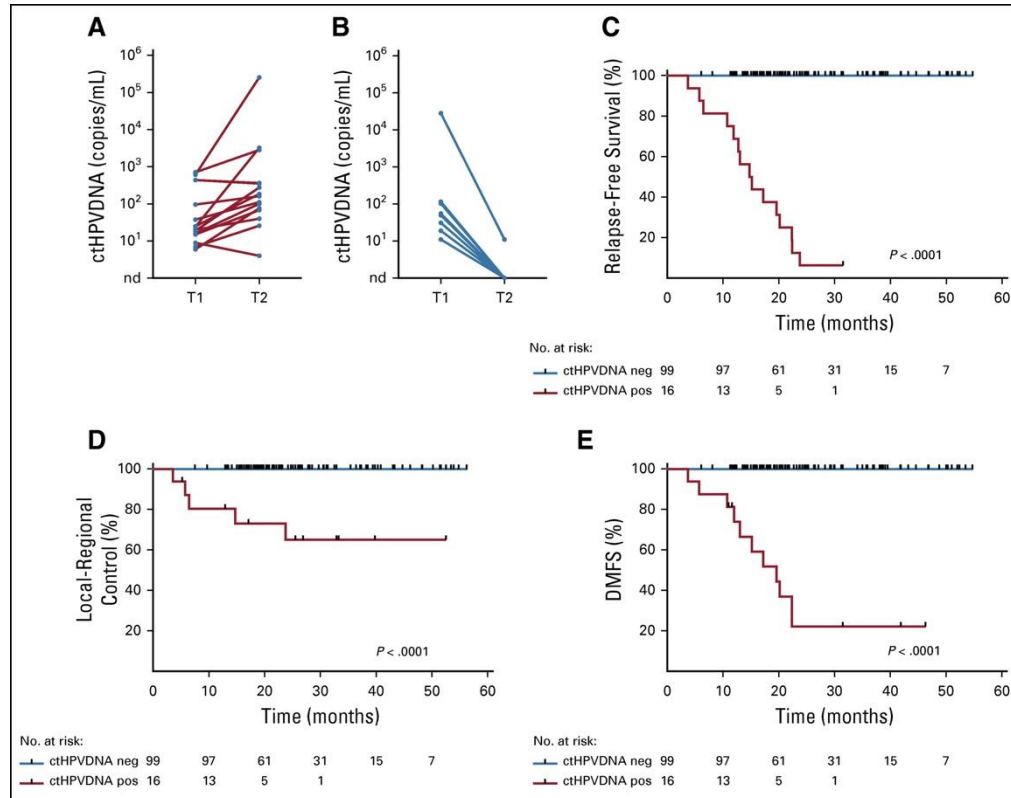 A
ctHPVDNA (copies/mL)
10⁶
10⁵
10⁴
10³
10²
10¹
nd
T1 T2
B
ctHPVDNA (copies/mL)
10⁶
10⁵
10⁴
10³
10²
10¹
nd
T1 T2
C
Relapse-Free Survival (%)
100
80
60
40
20
P < .0001
0 10 20 30 40 50 60
Time (months)
No. at risk:
ctHPVDNA neg 99 97 61 31 15 7
ctHPVDNA pos 16 13 5 1
D
Local-Regional
Control (%)
100
80
60
40
20
P < .0001
0 10 20 30 40 50 60
Time (months)
No. at risk:
ctHPVDNA neg 99 97 61 31 15 7
ctHPVDNA pos 16 13 5 1
E
DMFS (%)
100
80
60
40
20
P < .0001
0 10 20 30 40 50 60
Time (months)
No. at risk:
ctHPVDNA neg 99 97 61 31 15 7
ctHPVDNA pos 16 13 5 1